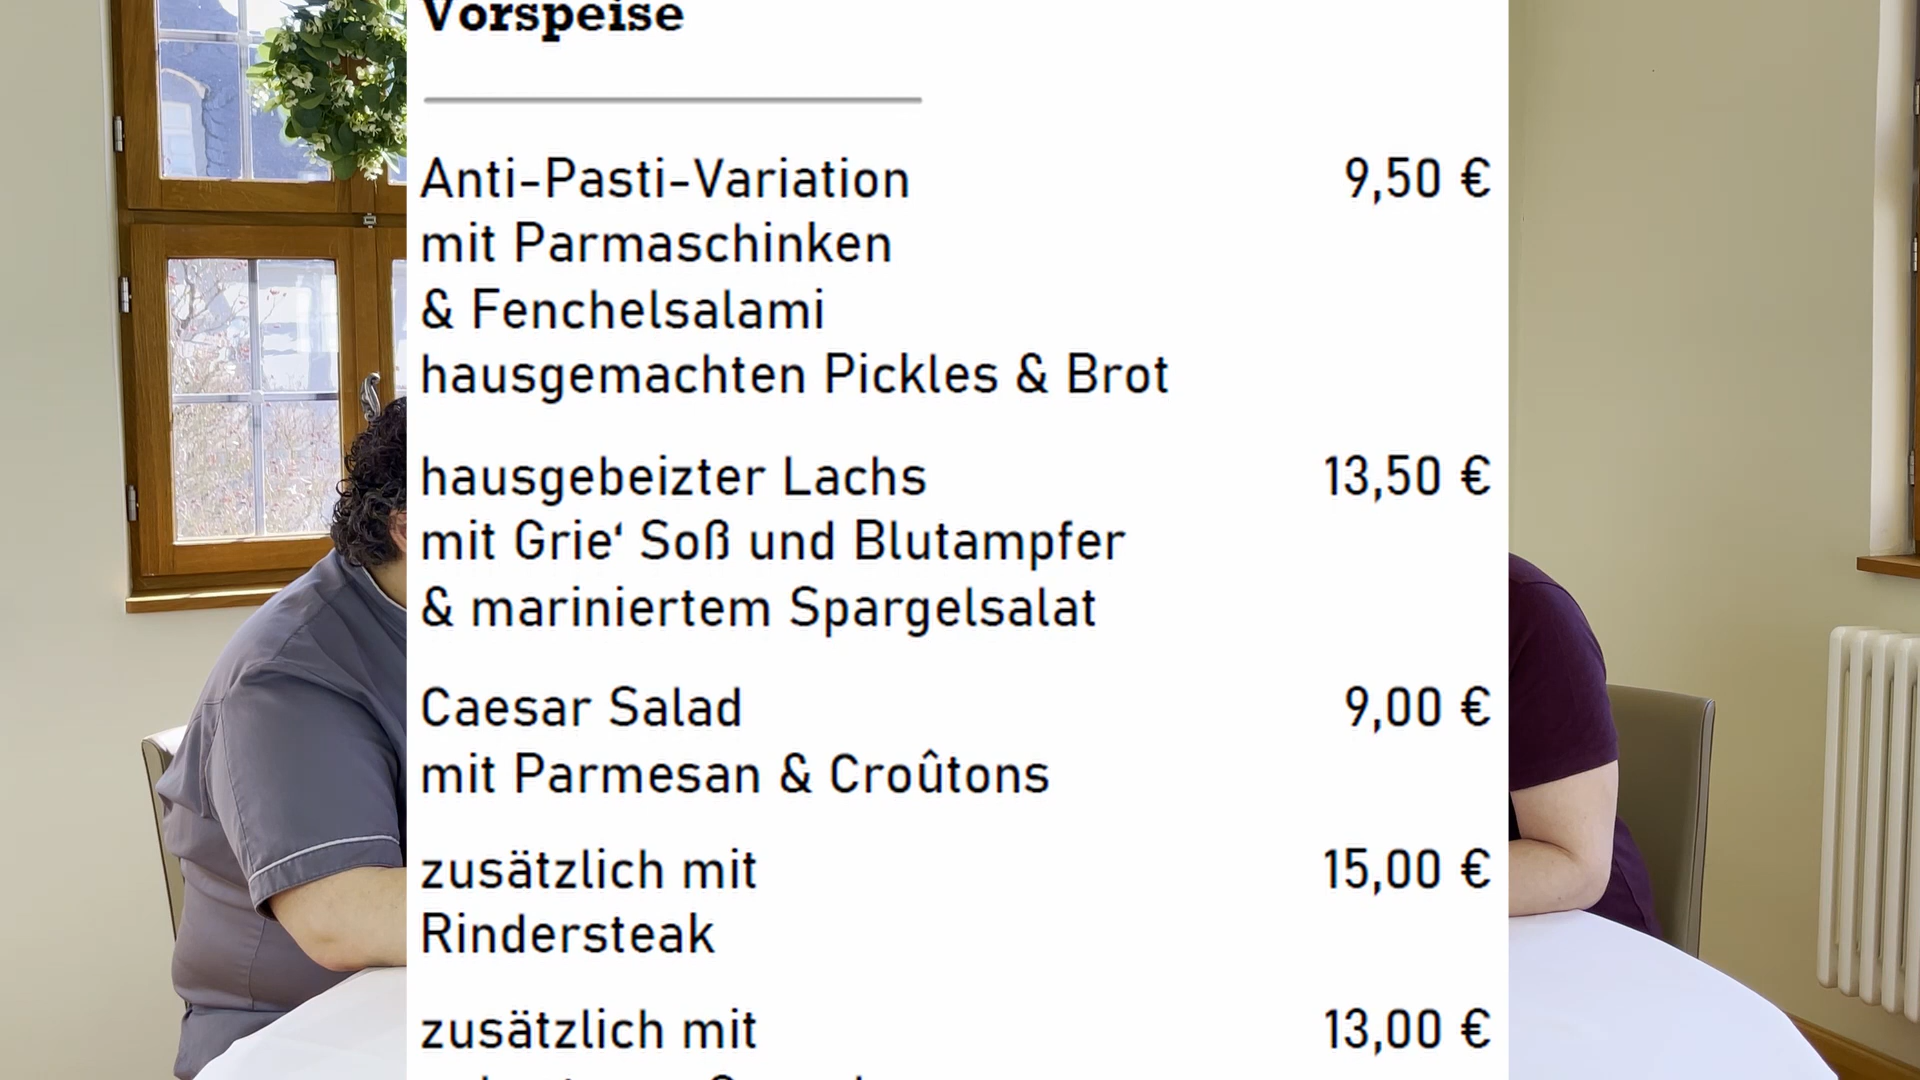 Vorspeise
Anti-Pasti-Variation 9,50 €
mit Parmaschinken
& Fenchelsalami
hausgemachten Pickles & Brot
hausgebeizter Lachs 13,50 €
mit Grie‘ Soß und Blutampfer
& mariniertem Spargelsalat
Caesar Salad 9,00 €
mit Parmesan & Croûtons
zusätzlich mit 15,00 €
Rindersteak
zusätzlich mit 13,00 €